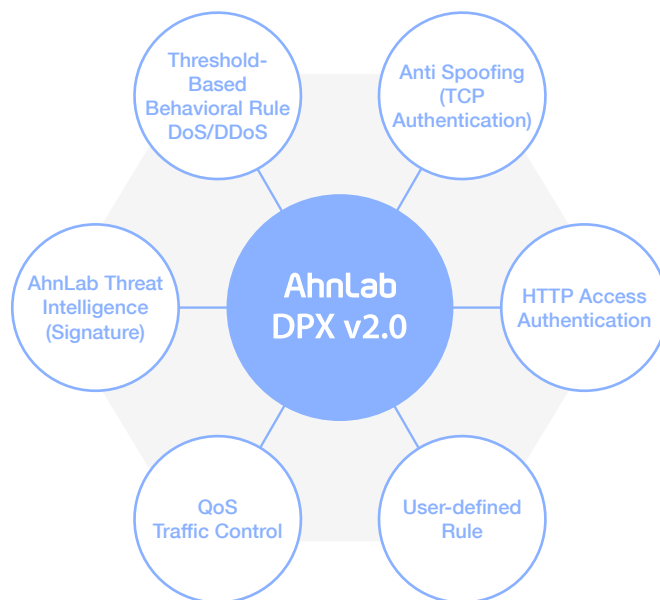 Threshold-
Based
Behavioral Rule
DoS/DDoS
Anti Spoofing
(TCP
Authentication)
AhnLab Threat
Intelligence
(Signature)
AhnLab
DPX v2.0
HTTP Access
Authentication
QoS
Traffic Control
User-defined
Rule